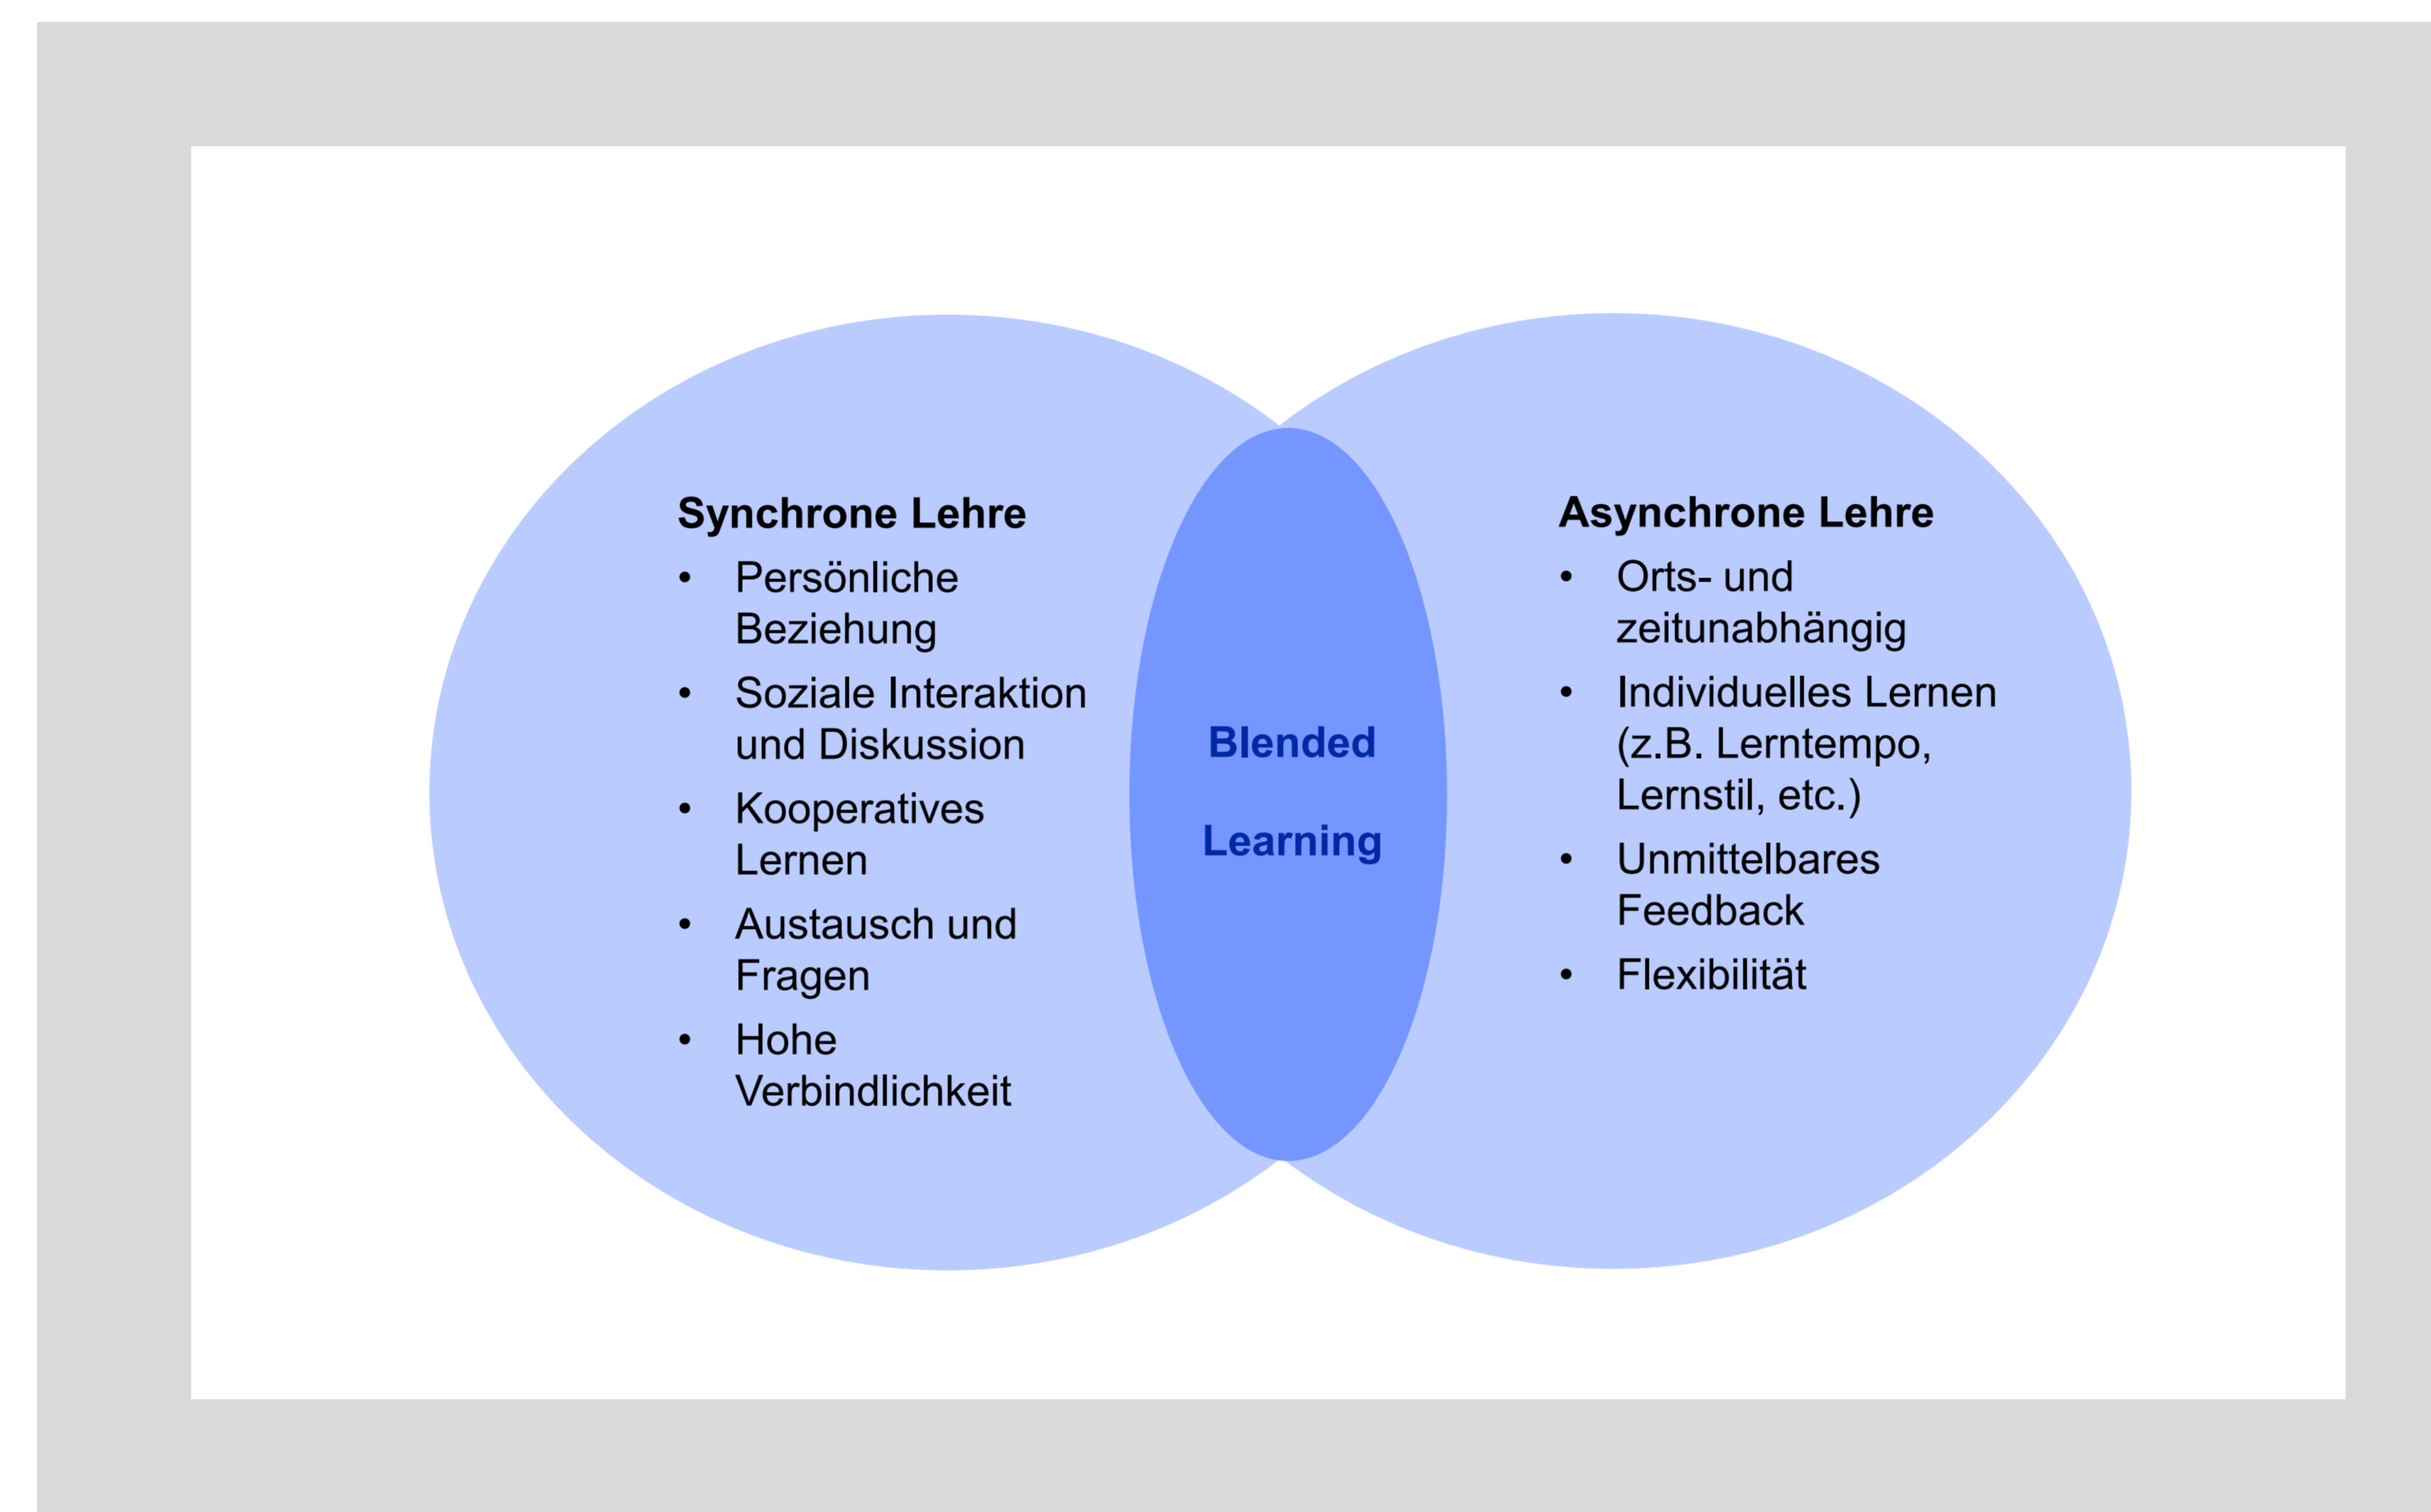 Synchrone Lehre
• Persönliche
Beziehung
• Soziale Interaktion
und Diskussion
• Kooperatives
Lernen
• Austausch und
Fragen
• Hohe
Verbindlichkeit
Blended
Learning
Asynchrone Lehre
• Orts- und
zeitunabhängig
• Individuelles Lernen
(z.B. Lerntempo,
Lernstil, etc.)
• Unmittelbares
Feedback
• Flexibilität